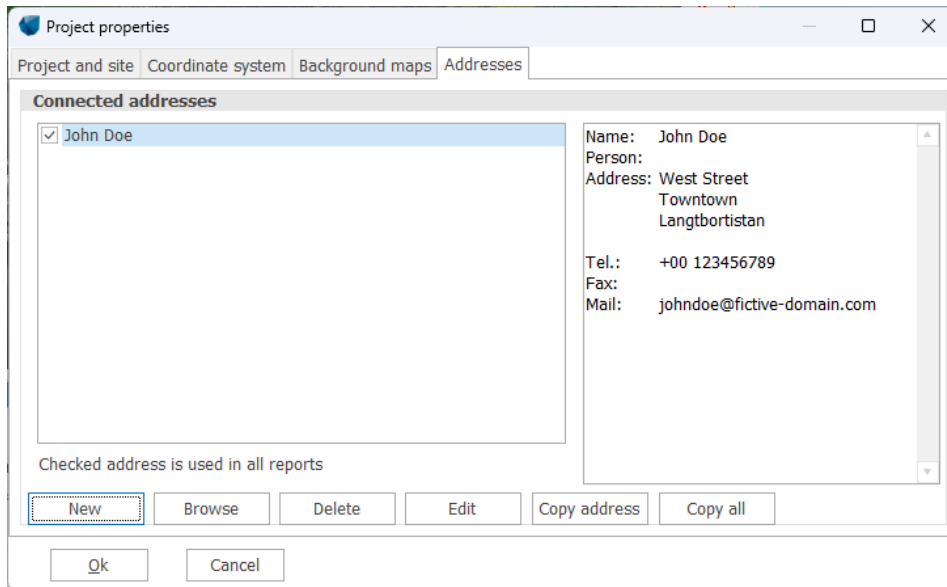 Project properties
Project and site Coordinate system Background maps Addresses
Connected addresses
John Doe
Name: John Doe
Person:
Address: West Street
Towntown
Langtbortistan
Tel.: +00 123456789
Fax:
Mail: johndoe@fictive-domain.com
Checked address is used in all reports
New Browse Delete Edit Copy address Copy all
Ok Cancel